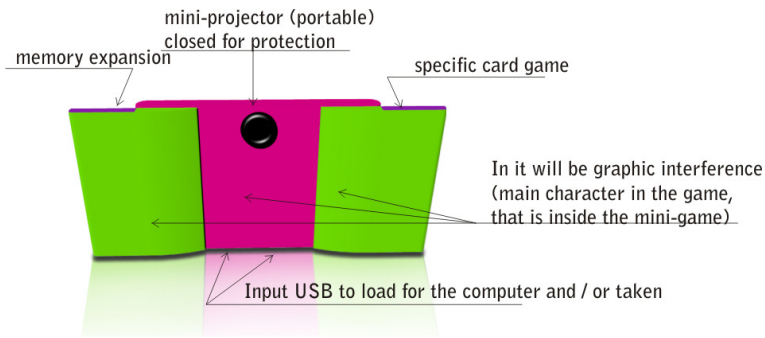 mini-projector (portable)
closed for protection
memory expansion
specific card game
In it will be graphic interference
(main character in the game,
that is inside the mini-game)
Input USB to load for the computer and / or taken